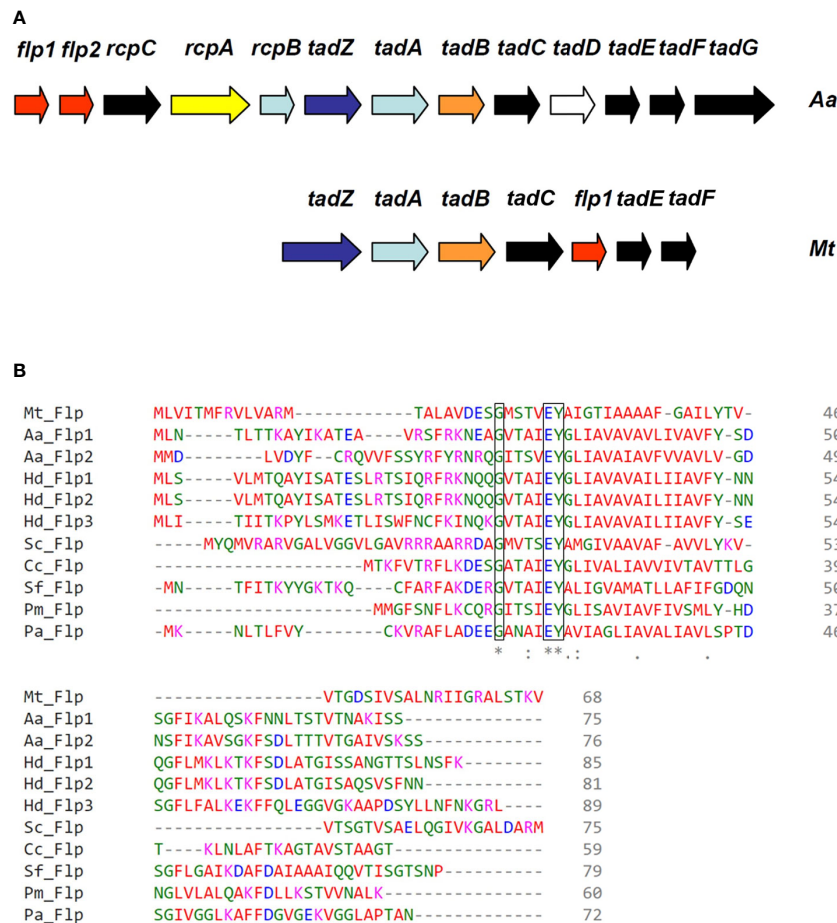 A
flp1 flp2 rcpC rcpA rcpB tadZ tadA tadB tadC tadD tadE tadF tadG
Aa
tadZ tadA tadB tadC flp1 tadE tadF
Mt
B
Mt_Flp MLVITMFRVLVARM------------TALAVDESGMSTVEYAIGTIAAAAF-GAILYTV- 46
Aa_Flp1 MLN-----TLTTKAYIKATEA----VRSFRKNEAGVTAIEYGLIAVAVAVLIVAVFY-SD 50
Aa_Flp2 MMD-------LVDYF--CRQVVFSSYRFYRNRQGITSVEYGLIAVAIAVFVVAVLV-GD 49
Hd_Flp1 MLS-----VLMTQAYISATESLRTSIQRFRKNQQGVTAIEYGLIAVAVAILIVAVFY-NN 54
Hd_Flp2 MLS-----VLMTQAYISATESLRTSIQRFRKNQQGVTAIEYGLIAVAVAILIIAVFY-NN 54
Hd_Flp3 MLI-----TIITKPYLSMKETLISWFNCFKINQKGVTAIEYGLIAVAVAILIIAVFY-SE 54
Sc_Flp -----MYQMVRARVGALVGGVLGAVRRRAARRDAGMVTSEYAMGIVAAVAF-AVVLYKV- 53
Cc_Flp ---------------------MTKFVTRFLKDESGATAIEYGLIVALIAVVIVTAVTTLG 39
Sf_Flp -MN-----TFITKYYGKTKQ----CFARFAKDERGVTAIEYALIGVAMATLLAFIFGDQN 50
Pm_Flp ----------------------MMGFSNFLKCQRGITSIEYGLISAVIAVFIVSMLY-HD 37
Pa_Flp -MK-----NLTLFVY--------CKVRAFLADEEGANAIEYAVIAGLIAVALIAVLSPTD 46
* : **.: . .
Mt_Flp -----------------VTGDSIVSALNRIIGRALSTKV 68
Aa_Flp1 SGFIKALQSKFNNLTSTVTNAKISS-------------- 75
Aa_Flp2 NSFIKAVSGKFSDLTTTVTGAIVSKSS------------ 76
Hd_Flp1 QGFLMKLKTKFSDLATGISSANGTTSLNSFK-------- 85
Hd_Flp2 QGFLMKLKTKFSDLATGISAQSVSFNN------------ 81
Hd_Flp3 SGFLFALKEKFFQLEGGVGKAAPDSYLLNFNKGRL---- 89
Sc_Flp -----------------VTSGTVSAELQGIVKGALDARM 75
Cc_Flp T----KLNLAFTKAGTAVSTAAGT--------------- 59
Sf_Flp SGFLGAIKDAFDAIAAAIQQVTISGTSNP---------- 79
Pm_Flp NGLVLALQAKFDLLKSTVVNALK---------------- 60
Pa_Flp SGIVGGLKAFFDGVGEKVGGLAPTAN------------- 72